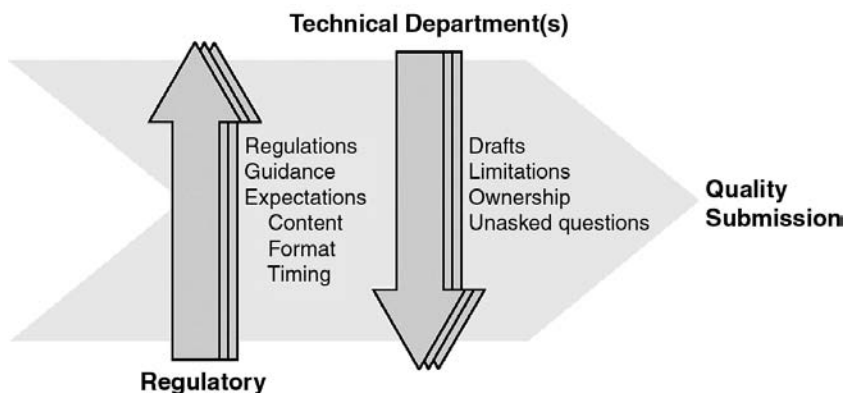 Technical Department(s)
Regulations
Guidance
Expectations
Content
Format
Timing
Drafts
Limitations
Ownership
Unasked questions
Quality
Submission
Regulatory